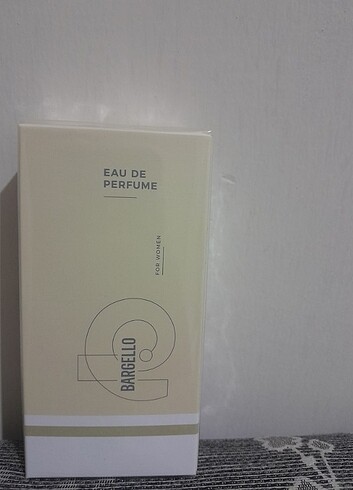 EAU DE
PERFUME
FOR WOMEN
BARGELLO